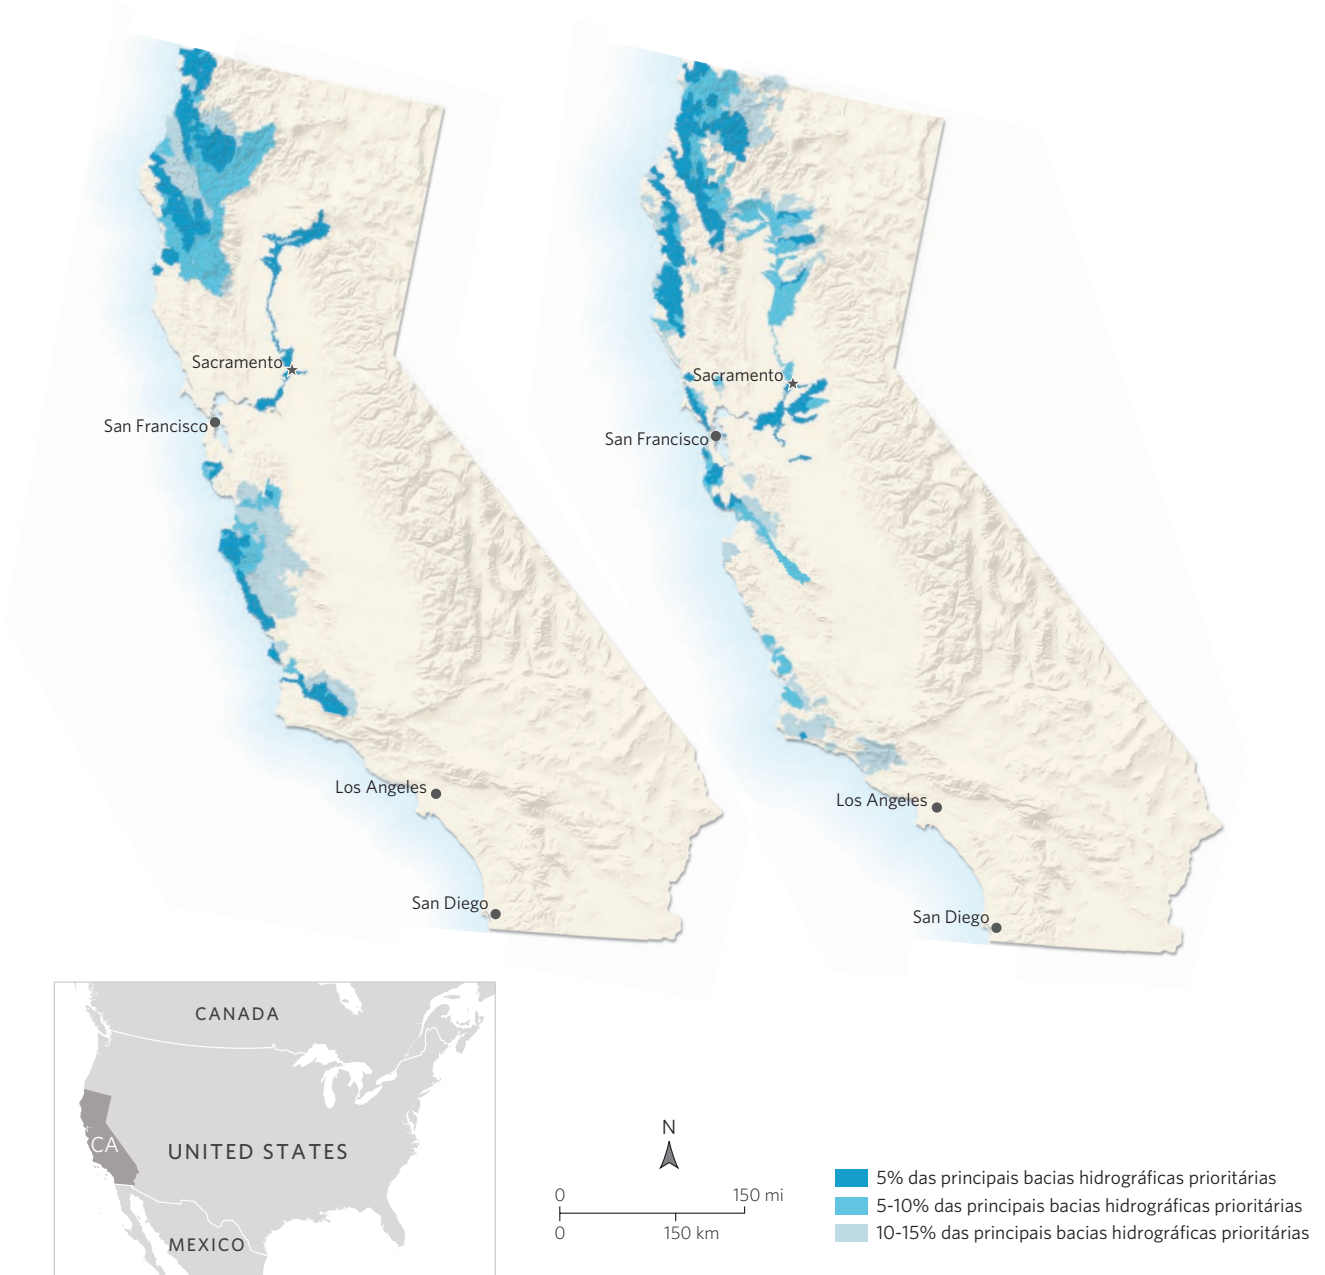 Sacramento
San Francisco
Los Angeles
San Diego
Sacramento
San Francisco
Los Angeles
San Diego
CANADA
CA
UNITED STATES
MEXICO
N
0 150 mi
0 150 km
5% das principais bacias hidrográficas prioritárias
5-10% das principais bacias hidrográficas prioritárias
10-15% das principais bacias hidrográficas prioritárias